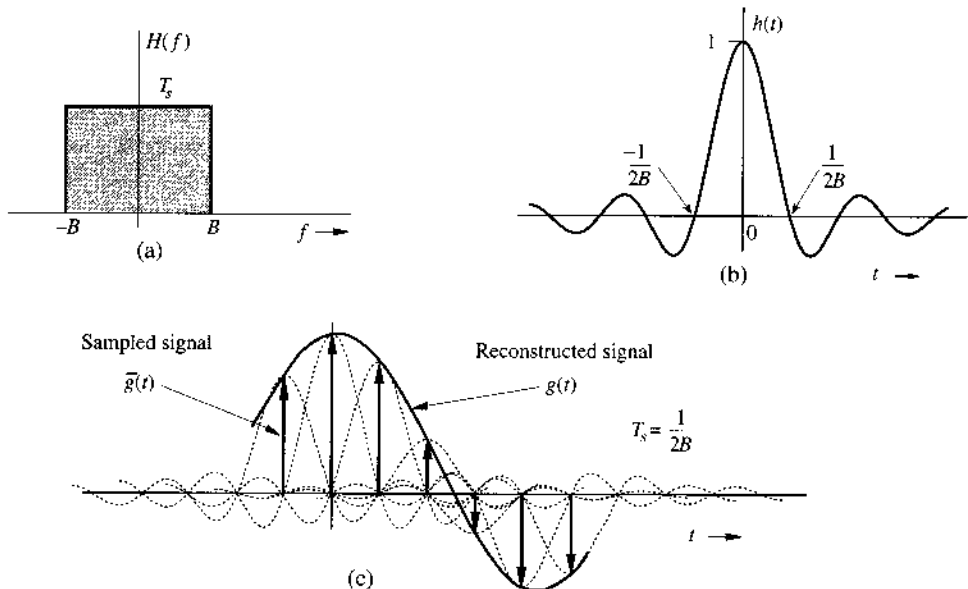 H(f)
T_s
-B
B
f →
(a)
h(t)
1
-1/2B
1/2B
0
t →
(b)
Sampled signal
g̅(t)
Reconstructed signal
g(t)
T_s = 1/2B
t →
(c)